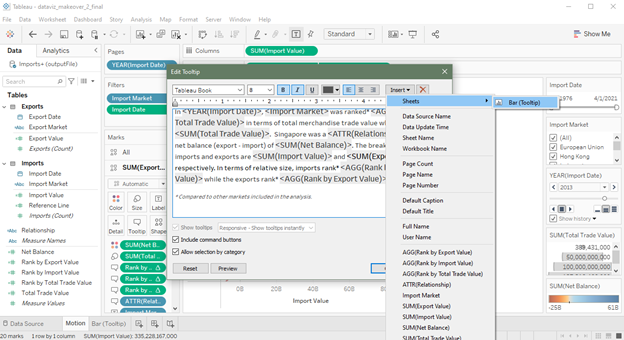 Tableau - dataviz_makeover_2_final
File Data Worksheet Dashboard Story Analysis Map Format Server Window Help
Standard
Show Me
Data
Analytics
Imports+ (outputFile)
Search
Tables
Exports
Export Date
Export Market
Export Value
Exports (Count)
Imports
Import Date
Import Market
Import Value
Reference Line
Imports (Count)
Relationship
Measure Names
Net Balance
Rank by Export Value
Rank by Import Value
Rank by Total Trade Value
Total Trade Value
Measure Values
Pages
YEAR(Import Date)
Filters
Import Market
Import Date
Marks
All
SUM(Expor..
Automatic
Color
Size
Label
Detail
Tooltip
Shape
SUM(Net B..
SUM(Total ..
Rank by ..
Rank by ..
Rank by ..
ATTR(Relat..
Columns
SUM(Import Value)
Edit Tooltip
Tableau Book
8
B
I
U
Insert
In <YEAR(Import Date)>, <Import Market> was ranked* <AGG
Total Trade Value)> in terms of total merchandise trade value w
<SUM(Total Trade Value)>. Singapore was a <ATTR(Relations
net balance (export - import) of <SUM(Net Balance)>. The break
imports and exports are <SUM(Import Value)> and <SUM(Expo
respectively. In terms of relative size, imports rank* <AGG(Rank
Value)> while the exports rank* <AGG(Rank by Export Value)>
* Compared to other markets included in the analysis.
Show tooltips
Responsive - Show tooltips instantly
Include command buttons
Allow selection by category
Reset
Preview
Sheets
Bar (Tooltip)
Data Source Name
Data Update Time
Sheet Name
Workbook Name
Page Count
Page Name
Page Number
Default Caption
Default Title
Full Name
User Name
AGG(Rank by Export Value)
AGG(Rank by Import Value)
AGG(Rank by Total Trade Value)
ATTR(Relationship)
Import Market
SUM(Export Value)
SUM(Import Value)
SUM(Net Balance)
SUM(Total Trade Value)
0B 20B 40B 60B 80B
Import Value
Import Date
1976
4/1/2021
Import Market
(All)
European Union
Hong Kong
YEAR(Import Date)
2013
Show history
SUM(Total Trade Value)
389,431,000
50,000,000,000
100,000,000,000
SUM(Net Balance)
-25B
61B
Data Source
Motion
Bar (Tooltip)
20 marks
1 row by 1 column
SUM(Import Value): 335,228,167,000